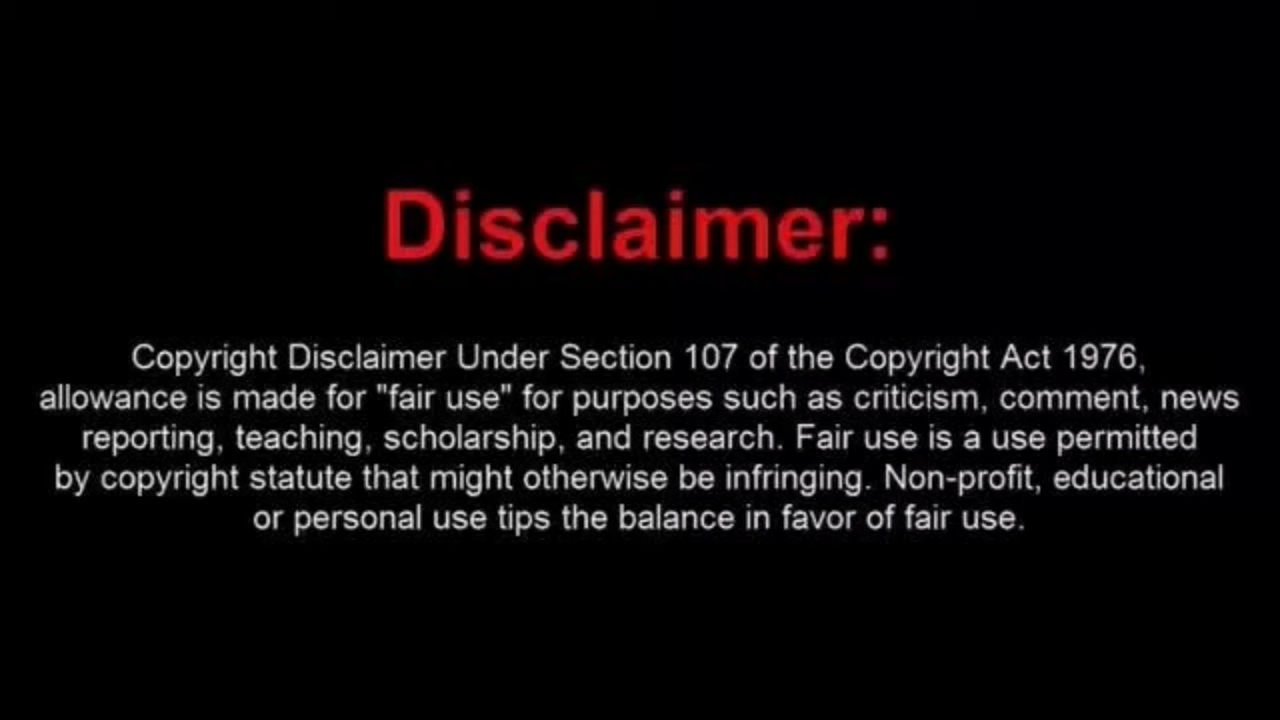 Disclaimer:
Copyright Disclaimer Under Section 107 of the Copyright Act 1976,
allowance is made for "fair use" for purposes such as criticism, comment, news
reporting, teaching, scholarship, and research. Fair use is a use permitted
by copyright statute that might otherwise be infringing. Non-profit, educational
or personal use tips the balance in favor of fair use.